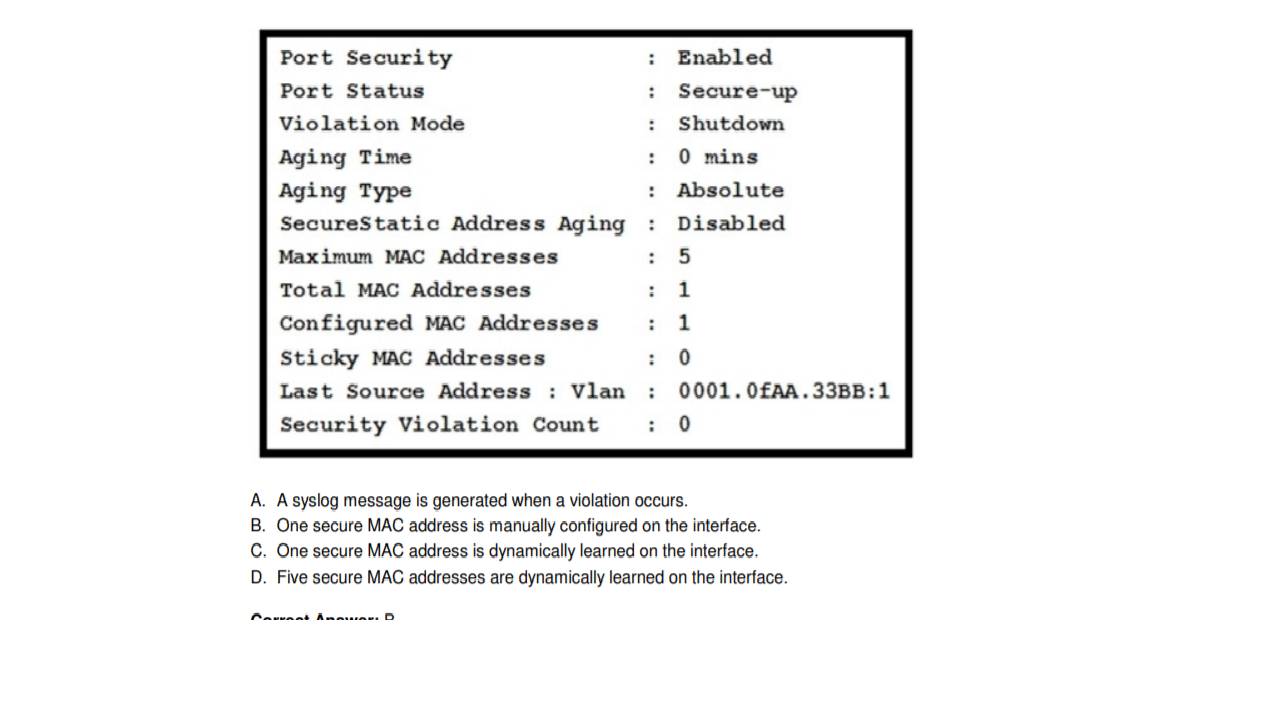 Port Security : Enabled
Port Status : Secure-up
Violation Mode : Shutdown
Aging Time : 0 mins
Aging Type : Absolute
SecureStatic Address Aging : Disabled
Maximum MAC Addresses : 5
Total MAC Addresses : 1
Configured MAC Addresses : 1
Sticky MAC Addresses : 0
Last Source Address : Vlan : 0001.0fAA.33BB:1
Security Violation Count : 0
A. A syslog message is generated when a violation occurs.
B. One secure MAC address is manually configured on the interface.
C. One secure MAC address is dynamically learned on the interface.
D. Five secure MAC addresses are dynamically learned on the interface.
Correct Answer: